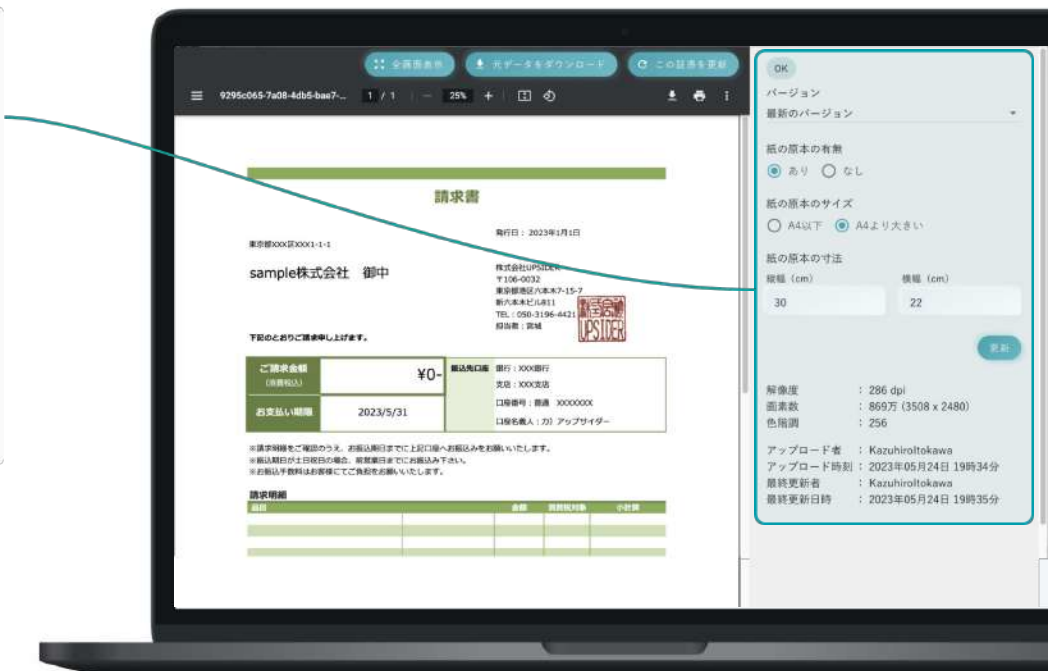 全画面表示
元データをダウンロード
この証憑を更新
9295c065-7a08-4db5-bae7-...
1 / 1
25%
請求書
発行日: 2023年1月1日
東京都XXX区XXX1-1-1
sample株式会社 御中
株式会社UPSIDER
〒106-0032
東京都港区六本木7-15-7
新六本木ビル811
TEL : 050-3196-4421
担当者 : 宮城
UPSIDER
下記のとおりご請求申し上げます。
ご請求金額
(消費税込)
¥0-
お支払い期限
2023/5/31
振込先口座
銀行 : XXX銀行
支店 : XXX支店
口座番号 : 普通 XXXXXXX
口座名義人 : カ) アップサイダー
※請求明細をご確認のうえ、お振込期日までに上記口座へお振込みをお願いいたします。
※振込期日が土日祝日の場合、前営業日までにお振込み下さい。
※お振込手数料はお客様にてご負担をお願いいたします。
請求明細
品目
金額
消費税対象
小計算
OK
バージョン
最新のバージョン
紙の原本の有無
あり
なし
紙の原本のサイズ
A4以下
A4より大きい
紙の原本の寸法
縦幅 (cm)
横幅 (cm)
30
22
更新
解像度 : 286 dpi
画素数 : 869万 (3508 x 2480)
色階調 : 256
アップロード者 : KazuhiroItokawa
アップロード時刻 : 2023年05月24日 19時34分
最終更新者 : KazuhiroItokawa
最終更新日時 : 2023年05月24日 19時35分